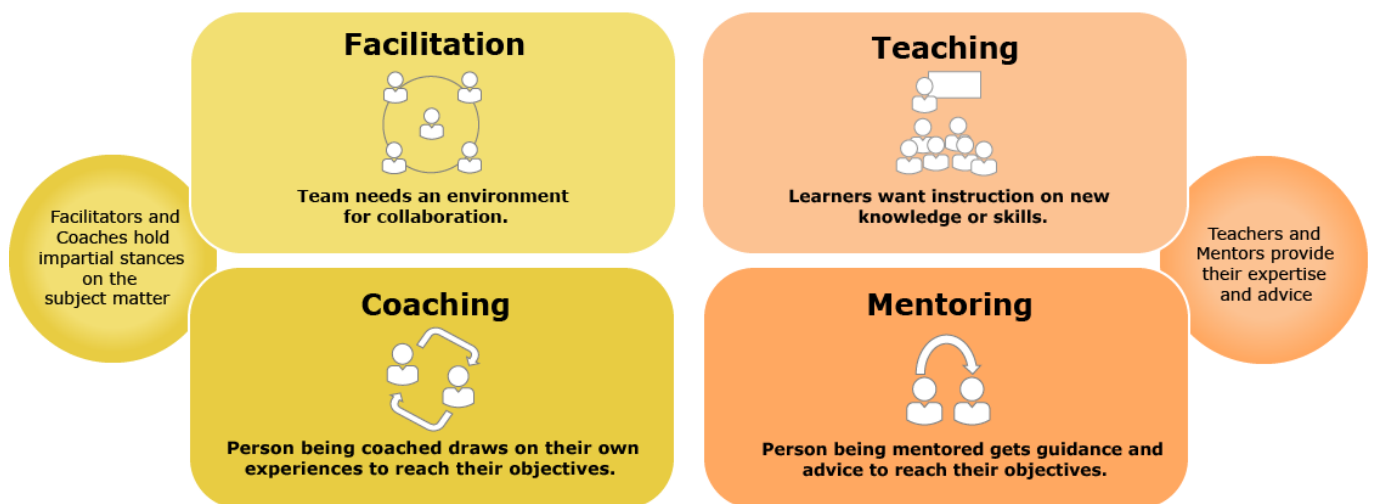 Facilitation
Team needs an environment
for collaboration.
Teaching
Learners want instruction on new
knowledge or skills.
Facilitators and
Coaches hold
impartial stances
on the
subject matter
Teachers and
Mentors provide
their expertise
and advice
Coaching
Person being coached draws on their own
experiences to reach their objectives.
Mentoring
Person being mentored gets guidance and
advice to reach their objectives.